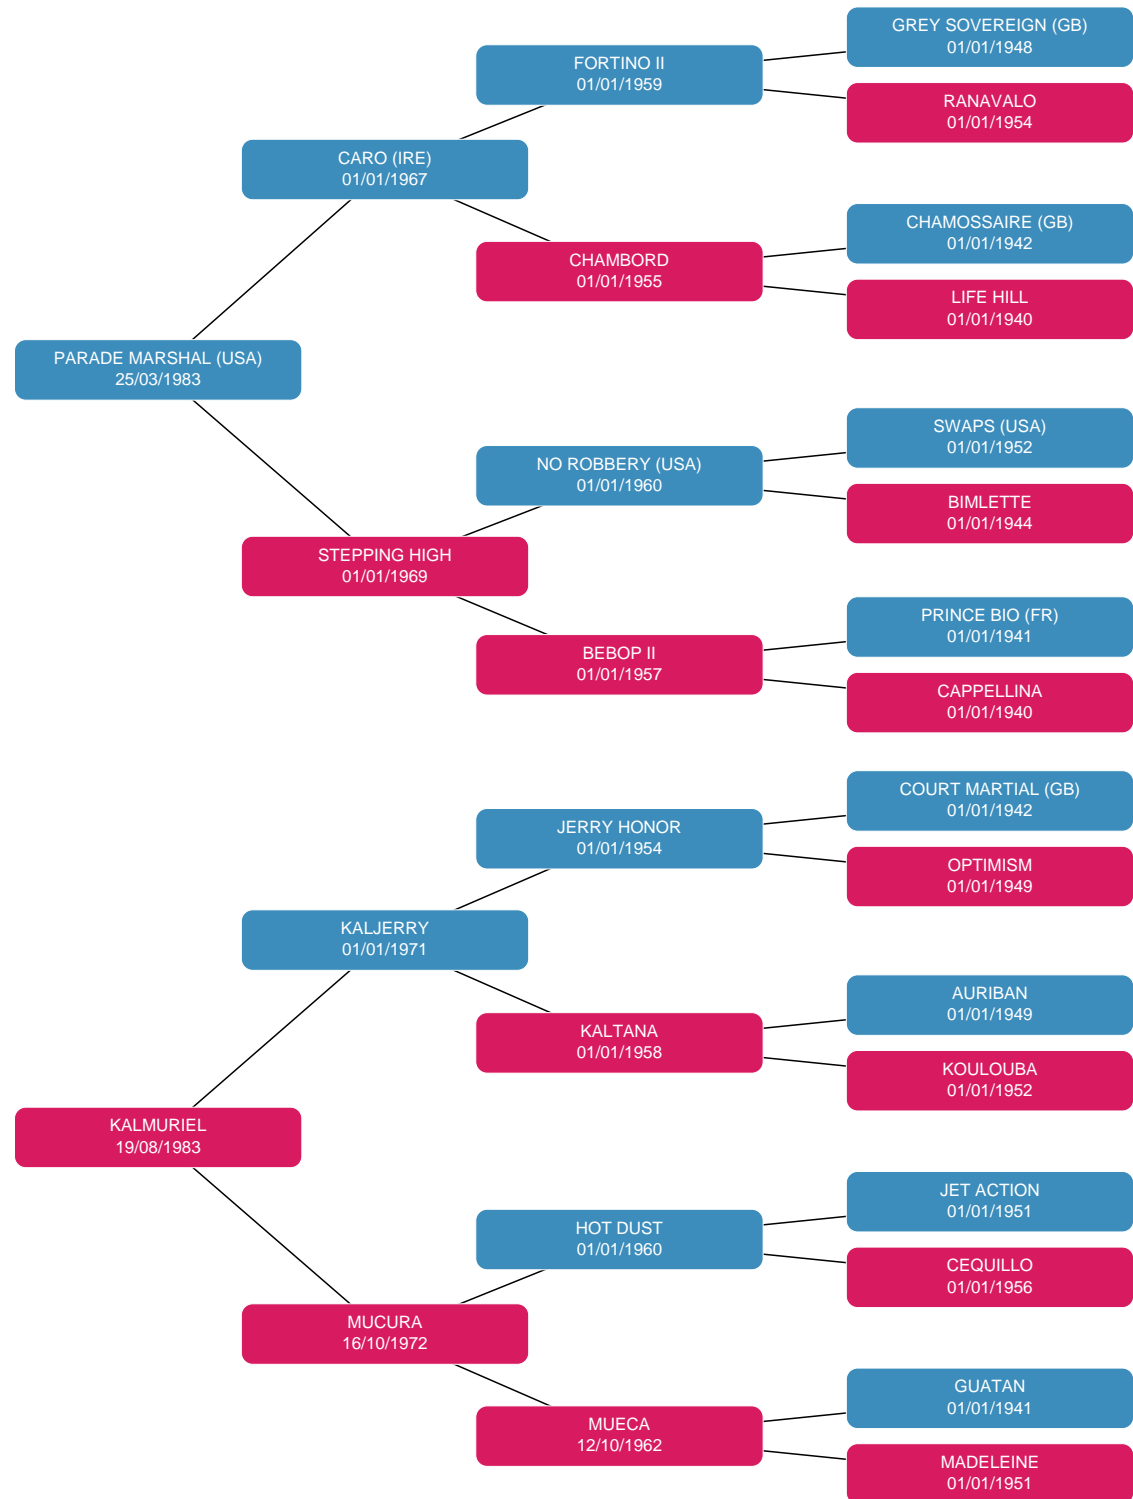 GREY SOVEREIGN (GB)
01/01/1948
FORTINO II
01/01/1959
RANAVALO
01/01/1954
CARO (IRE)
01/01/1967
CHAMOSSAIRE (GB)
01/01/1942
CHAMBORD
01/01/1955
LIFE HILL
01/01/1940
PARADE MARSHAL (USA)
25/03/1983
SWAPS (USA)
01/01/1952
NO ROBBERY (USA)
01/01/1960
BIMLETTE
01/01/1944
STEPPING HIGH
01/01/1969
PRINCE BIO (FR)
01/01/1941
BEBOP II
01/01/1957
CAPPELLINA
01/01/1940
COURT MARTIAL (GB)
01/01/1942
JERRY HONOR
01/01/1954
OPTIMISM
01/01/1949
KALJERRY
01/01/1971
AURIBAN
01/01/1949
KALTANA
01/01/1958
KOULOUBA
01/01/1952
KALMURIEL
19/08/1983
JET ACTION
01/01/1951
HOT DUST
01/01/1960
CEQUILLO
01/01/1956
MUCURA
16/10/1972
GUATAN
01/01/1941
MUECA
12/10/1962
MADELEINE
01/01/1951